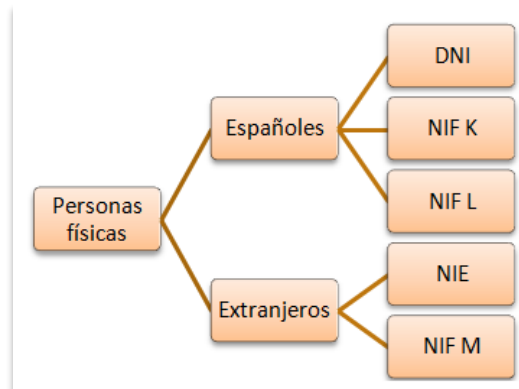 Personas
físicas
Españoles
DNI
NIF K
NIF L
Extranjeros
NIE
NIF M